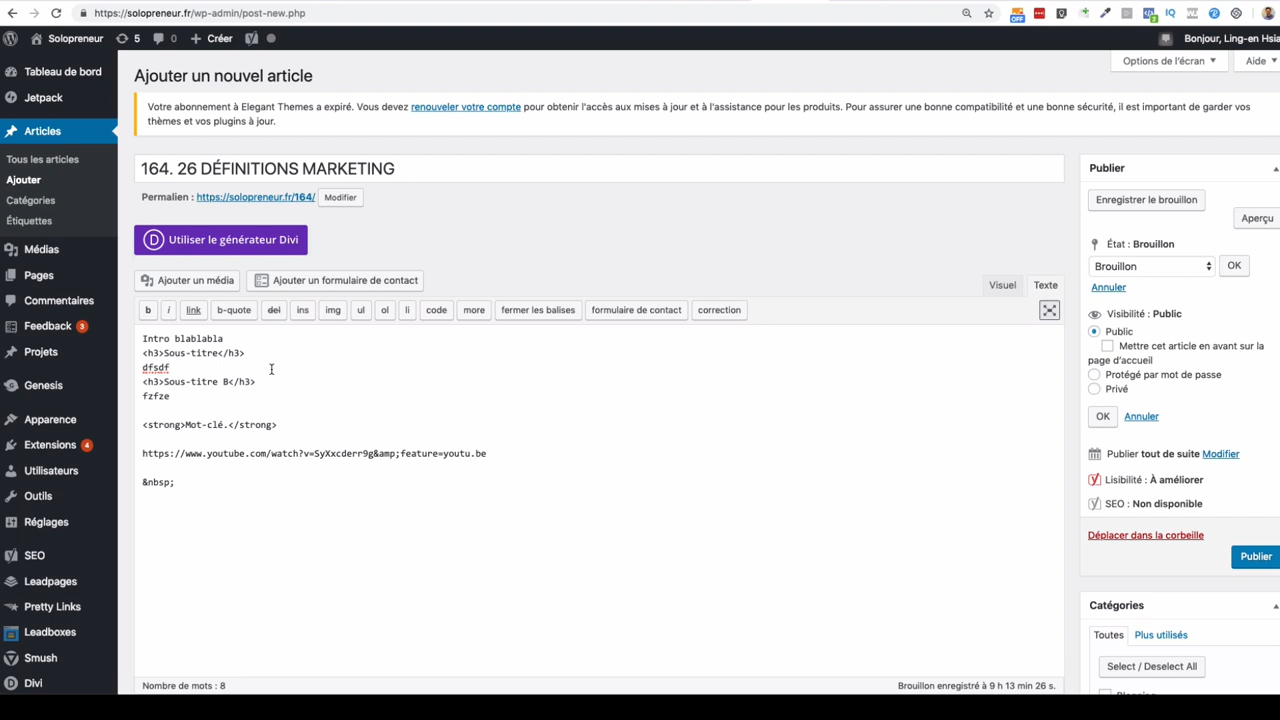 https://solopreneur.fr/wp-admin/post-new.php
OFF
2
IQ
Solopreneur
5
0
Créer
Bonjour, Ling-en Hsia
Tableau de bord
Jetpack
Articles
Tous les articles
Ajouter
Catégories
Étiquettes
Médias
Pages
Commentaires
Feedback 3
Projets
Genesis
Apparence
Extensions 4
Utilisateurs
Outils
Réglages
SEO
Leadpages
Pretty Links
Leadboxes
Smush
Divi
Options de l'écran
Aide
Ajouter un nouvel article
Votre abonnement à Elegant Themes a expiré. Vous devez renouveler votre compte pour obtenir l'accès aux mises à jour et à l'assistance pour les produits. Pour assurer une bonne compatibilité et une bonne sécurité, il est important de garder vos
thèmes et vos plugins à jour.
164. 26 DÉFINITIONS MARKETING
Permalien : https://solopreneur.fr/164/ Modifier
D Utiliser le générateur Divi
Ajouter un média
Ajouter un formulaire de contact
Visuel
Texte
b i link b-quote del ins img ul ol li code more fermer les balises formulaire de contact correction
Intro blablabla
<h3>Sous-titre</h3>
dfsdf
<h3>Sous-titre B</h3>
fzfze
<strong>Mot-clé.</strong>
https://www.youtube.com/watch?v=SyXxcderr9g&amp;feature=youtu.be
&nbsp;
Nombre de mots : 8
Brouillon enregistré à 9 h 13 min 26 s.
Publier
Enregistrer le brouillon
Aperçu
État : Brouillon
Brouillon
OK
Annuler
Visibilité : Public
Public
Mettre cet article en avant sur la
page d'accueil
Protégé par mot de passe
Privé
OK
Annuler
Publier tout de suite Modifier
Lisibilité : À améliorer
SEO : Non disponible
Déplacer dans la corbeille
Publier
Catégories
Toutes
Plus utilisés
Select / Deselect All